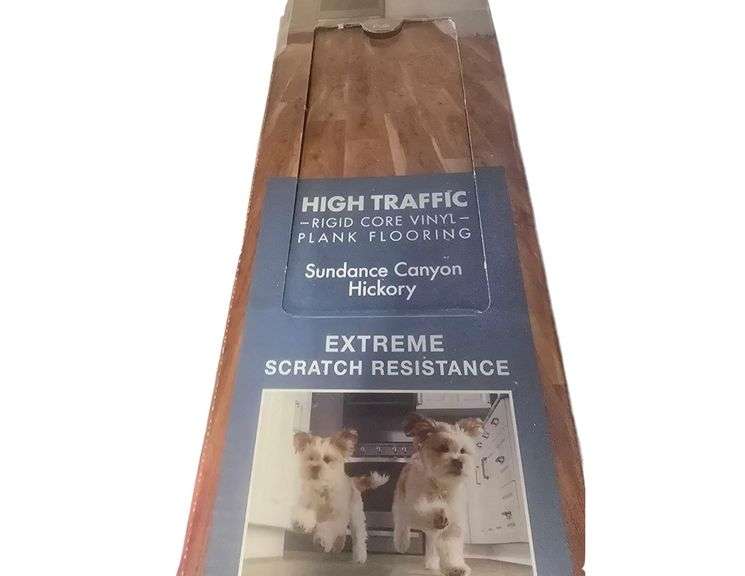 HIGH TRAFFIC
–RIGID CORE VINYL–
PLANK FLOORING
Sundance Canyon
Hickory
EXTREME
SCRATCH RESISTANCE